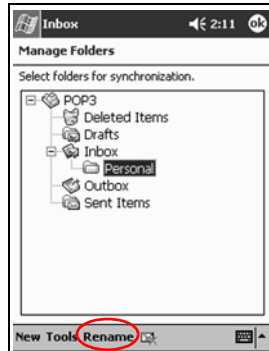 Inbox 2:11 ok
Manage Folders
Select folders for synchronization.
POP3
Deleted Items
Drafts
Inbox
Personal
Outbox
Sent Items
New Tools Rename